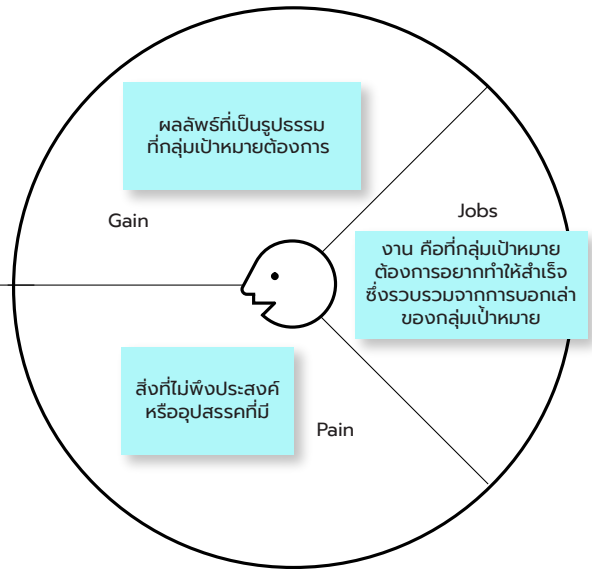 ผลลัพธ์ที่เป็นรูปธรรม
ที่กลุ่มเป้าหมายต้องการ
Gain
Jobs
งาน คือที่กลุ่มเป้าหมาย
ต้องการอยากทำให้สำเร็จ
ซึ่งรวบรวมจากการบอกเล่า
ของกลุ่มเป้าหมาย
สิ่งที่ไม่พึงประสงค์
หรืออุปสรรคที่มี
Pain